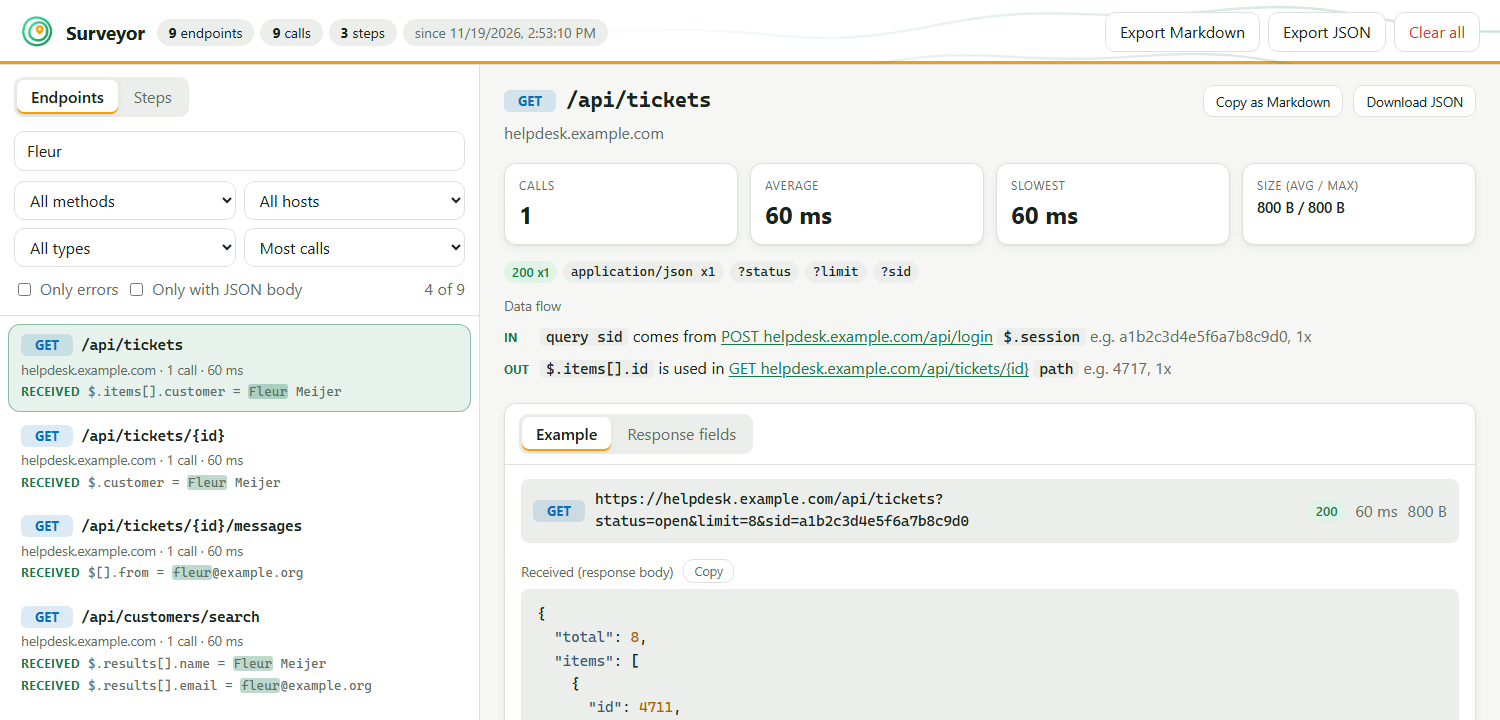 Surveyor
9 endpoints
9 calls
3 steps
since 11/19/2026, 2:53:10 PM
Export Markdown
Export JSON
Clear all
Endpoints
Steps
Fleur
All methods
All hosts
All types
Most calls
Only errors
Only with JSON body
4 of 9
GET /api/tickets
helpdesk.example.com · 1 call · 60 ms
RECEIVED $.items[].customer = Fleur Meijer
GET /api/tickets/{id}
helpdesk.example.com · 1 call · 60 ms
RECEIVED $.customer = Fleur Meijer
GET /api/tickets/{id}/messages
helpdesk.example.com · 1 call · 60 ms
RECEIVED $[].from = fleur@example.org
GET /api/customers/search
helpdesk.example.com · 1 call · 60 ms
RECEIVED $.results[].name = Fleur Meijer
RECEIVED $.results[].email = fleur@example.org
GET /api/tickets
Copy as Markdown
Download JSON
helpdesk.example.com
CALLS
1
AVERAGE
60 ms
SLOWEST
60 ms
SIZE (AVG / MAX)
800 B / 800 B
200 x1 application/json x1 ?status ?limit ?sid
Data flow
IN query sid comes from POST helpdesk.example.com/api/login $.session e.g. a1b2c3d4e5f6a7b8c9d0, 1x
OUT $.items[].id is used in GET helpdesk.example.com/api/tickets/{id} path e.g. 4717, 1x
Example
Response fields
GET
https://helpdesk.example.com/api/tickets?
status=open&limit=8&sid=a1b2c3d4e5f6a7b8c9d0
200 60 ms 800 B
Received (response body)
Copy
{
"total": 8,
"items": [
{
"id": 4711,